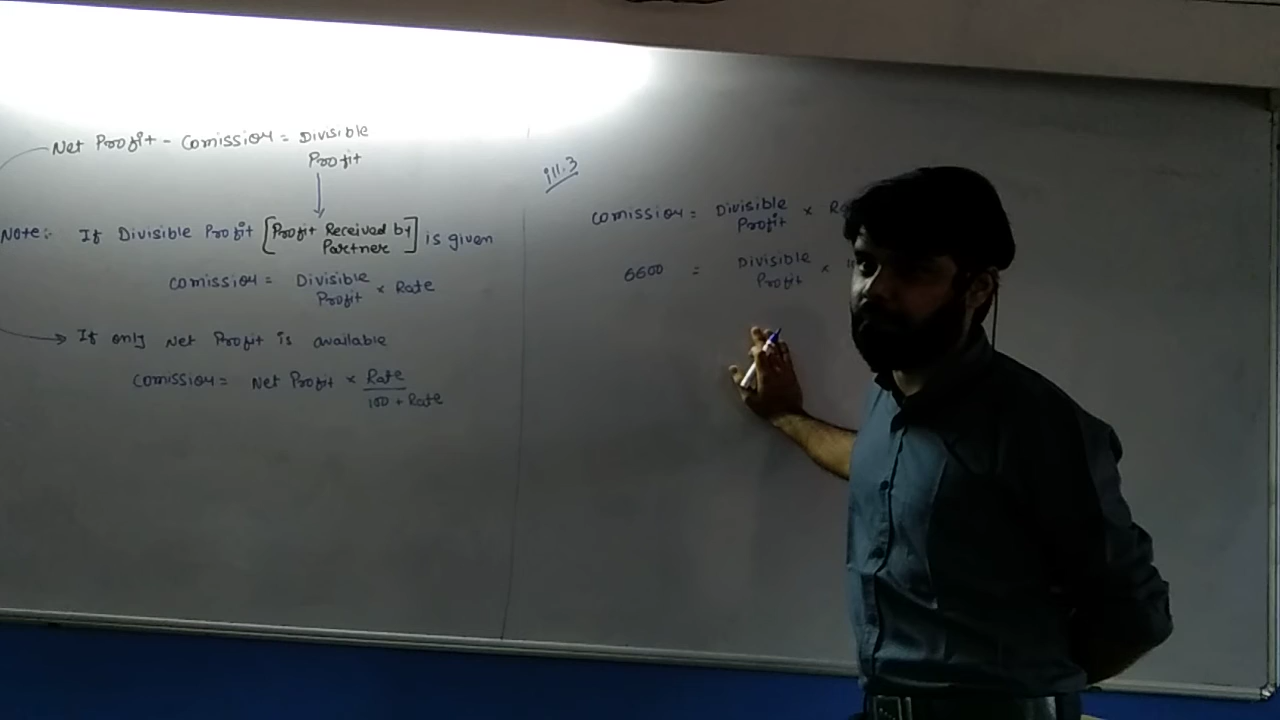 Net Profit - Comission = Divisible
Profit
Note:- If Divisible Profit [Profit Received by
Partner] is given
Comission = Divisible
Profit × Rate
If only Net Profit is available
Comission = Net Profit × Rate
100 + Rate
ill.3
Comission = Divisible
Profit ×
6600 = Divisible
Profit ×